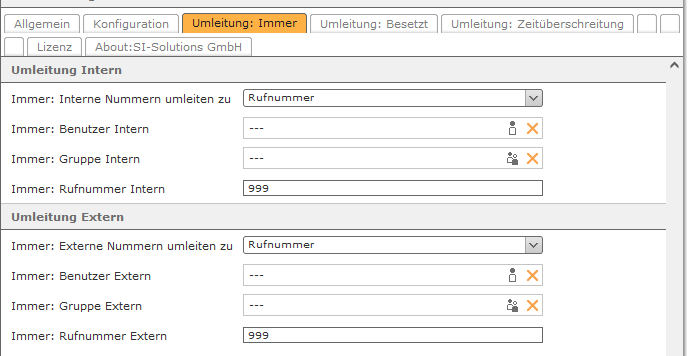 Allgemein Konfiguration Umleitung: Immer Umleitung: Besetzt Umleitung: Zeitüberschreitung
Lizenz About:SI-Solutions GmbH
Umleitung Intern
Immer: Interne Nummern umleiten zu Rufnummer
Immer: Benutzer Intern ---
Immer: Gruppe Intern ---
Immer: Rufnummer Intern 999
Umleitung Extern
Immer: Externe Nummern umleiten zu Rufnummer
Immer: Benutzer Extern ---
Immer: Gruppe Extern ---
Immer: Rufnummer Extern 999